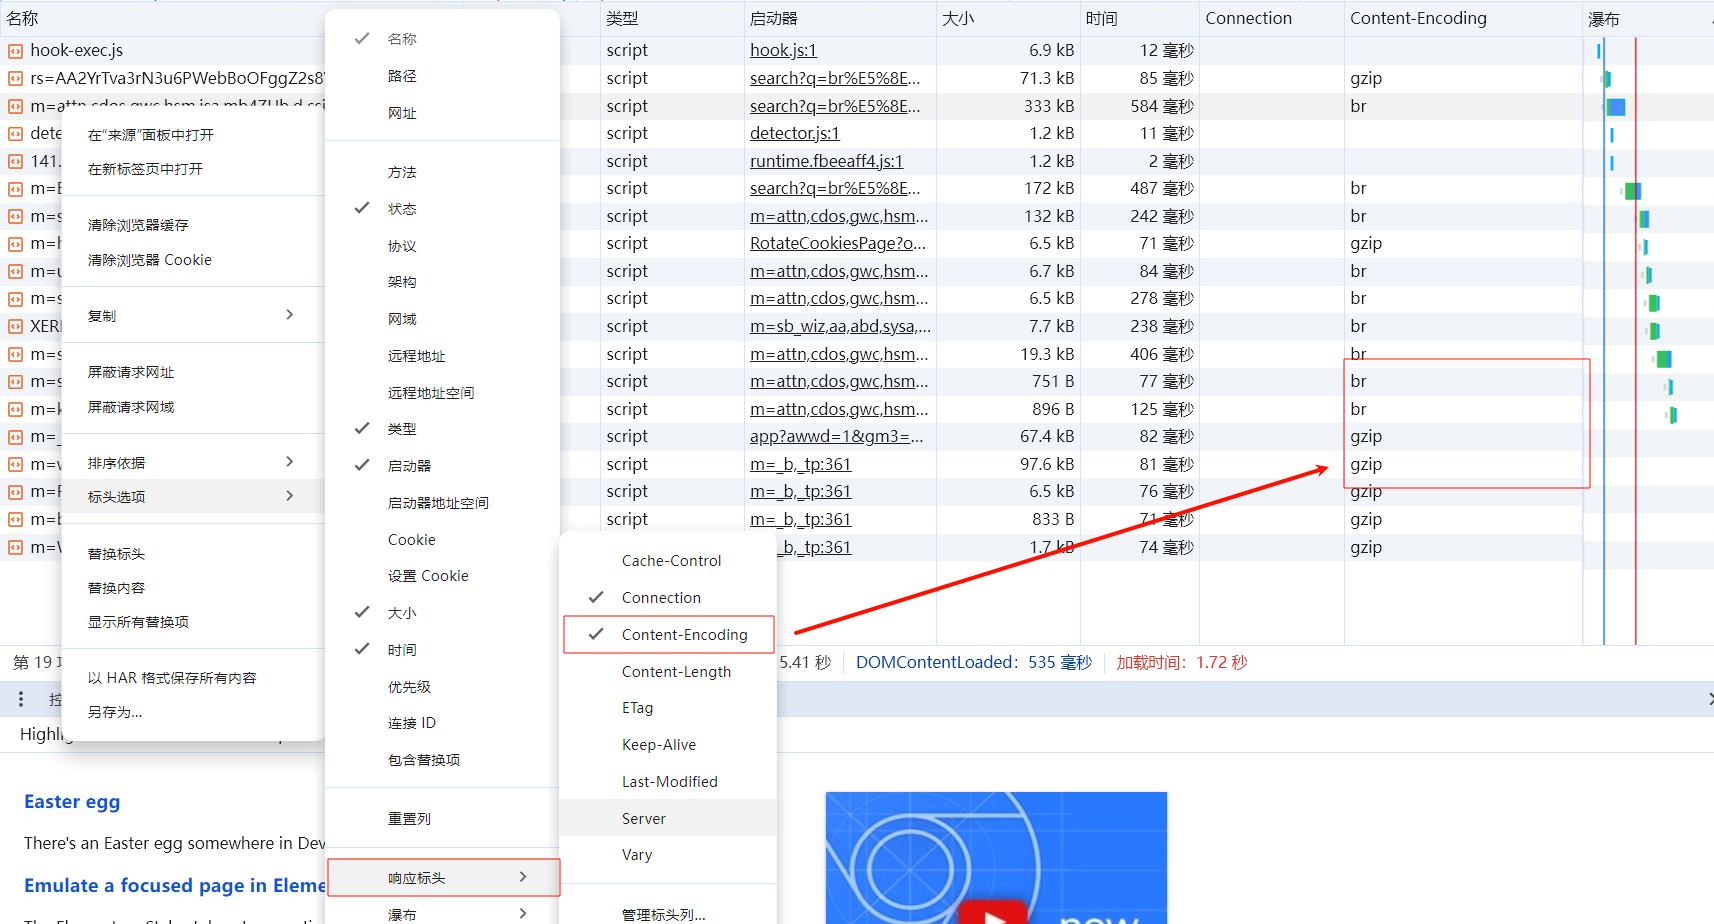 名称
类型
启动器
大小
时间
Connection
Content-Encoding
瀑布
hook-exec.js
script
hook.js:1
6.9 kB
12 毫秒
rs=AA2YrTva3rN3u6PWebBoOFggZ2s8
script
search?q=br%E5%8E...
71.3 kB
85 毫秒
gzip
script
search?q=br%E5%8E...
333 kB
584 毫秒
br
dete
script
detector.js:1
1.2 kB
11 毫秒
141.
script
runtime.fbeeaff4.js:1
1.2 kB
2 毫秒
script
search?q=br%E5%8E...
172 kB
487 毫秒
br
m=s
script
m=attn,cdos,gwc,hsm...
132 kB
242 毫秒
br
m=h
script
RotateCookiesPage?o...
6.5 kB
71 毫秒
gzip
m=u
script
m=attn,cdos,gwc,hsm...
6.7 kB
84 毫秒
br
m=s
script
m=attn,cdos,gwc,hsm...
6.5 kB
278 毫秒
br
XERI
script
m=sb_wiz,aa,abd,sysa,...
7.7 kB
238 毫秒
br
m=s
script
m=attn,cdos,gwc,hsm...
19.3 kB
406 毫秒
br
m=s
script
m=attn,cdos,gwc,hsm...
751 B
77 毫秒
br
m=k
script
m=attn,cdos,gwc,hsm...
896 B
125 毫秒
br
m=_
script
app?awwd=1&gm3=...
67.4 kB
82 毫秒
gzip
m=w
script
m=_b,_tp:361
97.6 kB
81 毫秒
gzip
script
m=_b,_tp:361
6.5 kB
76 毫秒
gzip
m=b
script
m=_b,_tp:361
833 B
71 毫秒
gzip
_b,_tp:361
1.7 kB
74 毫秒
gzip
在“来源”面板中打开
在新标签页中打开
清除浏览器缓存
清除浏览器 Cookie
复制
屏蔽请求网址
屏蔽请求网域
排序依据
标头选项
替换标头
替换内容
显示所有替换项
以 HAR 格式保存所有内容
另存为...
名称
路径
网址
方法
状态
协议
架构
网域
远程地址
远程地址空间
类型
启动器
启动器地址空间
Cookie
设置 Cookie
大小
时间
优先级
连接 ID
包含替换项
重置列
响应标头
瀑布
Cache-Control
Connection
Content-Encoding
Content-Length
ETag
Keep-Alive
Last-Modified
Server
Vary
管理标头列...
第 19
5.41 秒
DOMContentLoaded：535 毫秒
加载时间：1.72 秒
控
Highlig
Easter egg
There's an Easter egg somewhere in Dev
Emulate a focused page in Eleme
new